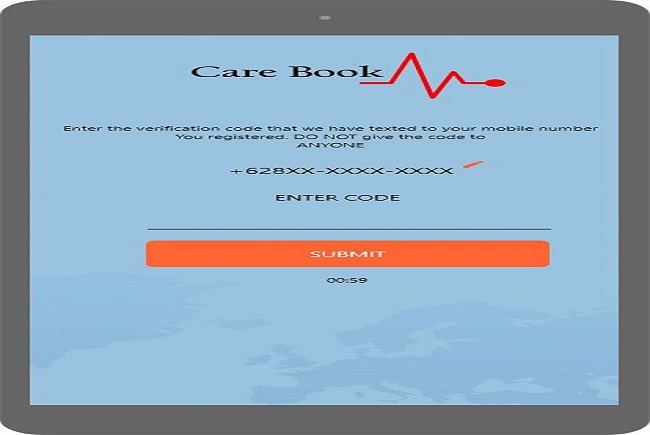 Care Book
Enter the verification code that we have texted to your mobile number
You registered. DO NOT give the code to
ANYONE
+628XX-XXXX-XXXX
ENTER CODE
SUBMIT
00:59